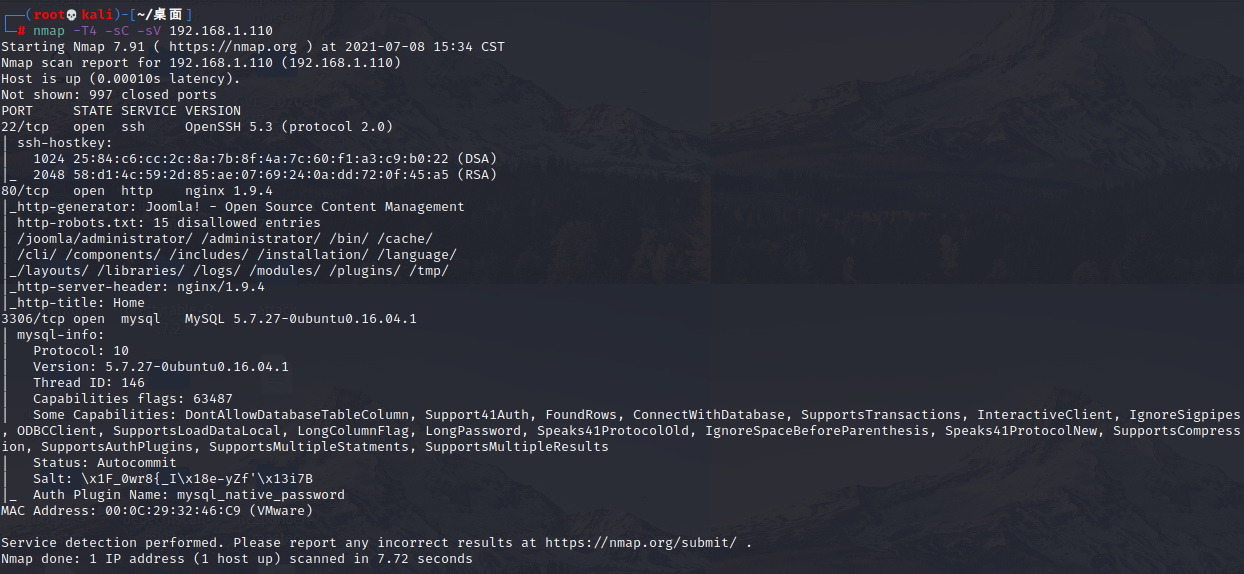 ┌──(root💀kali)-[~/桌面]
└─# nmap -T4 -sC -sV 192.168.1.110
Starting Nmap 7.91 ( https://nmap.org ) at 2021-07-08 15:34 CST
Nmap scan report for 192.168.1.110 (192.168.1.110)
Host is up (0.00010s latency).
Not shown: 997 closed ports
PORT     STATE SERVICE VERSION
22/tcp   open  ssh     OpenSSH 5.3 (protocol 2.0)
| ssh-hostkey:
|   1024 25:84:c6:cc:2c:8a:7b:8f:4a:7c:60:f1:a3:c9:b0:22 (DSA)
|_  2048 58:d1:4c:59:2d:85:ae:07:69:24:0a:dd:72:0f:45:a5 (RSA)
80/tcp   open  http    nginx 1.9.4
|_http-generator: Joomla! - Open Source Content Management
| http-robots.txt: 15 disallowed entries
| /joomla/administrator/ /administrator/ /bin/ /cache/
| /cli/ /components/ /includes/ /installation/ /language/
|_/layouts/ /libraries/ /logs/ /modules/ /plugins/ /tmp/
|_http-server-header: nginx/1.9.4
|_http-title: Home
3306/tcp open  mysql   MySQL 5.7.27-0ubuntu0.16.04.1
| mysql-info:
|   Protocol: 10
|   Version: 5.7.27-0ubuntu0.16.04.1
|   Thread ID: 146
|   Capabilities flags: 63487
|   Some Capabilities: DontAllowDatabaseTableColumn, Support41Auth, FoundRows, ConnectWithDatabase, SupportsTransactions, InteractiveClient, IgnoreSigpipes
, ODBCClient, SupportsLoadDataLocal, LongColumnFlag, LongPassword, Speaks41ProtocolOld, IgnoreSpaceBeforeParenthesis, Speaks41ProtocolNew, SupportsCompress
ion, SupportsAuthPlugins, SupportsMultipleStatments, SupportsMultipleResults
|   Status: Autocommit
|   Salt: \x1F_0wr8{_I\x18e-yZf'\x13i7B
|_  Auth Plugin Name: mysql_native_password
MAC Address: 00:0C:29:32:46:C9 (VMware)
Service detection performed. Please report any incorrect results at https://nmap.org/submit/ .
Nmap done: 1 IP address (1 host up) scanned in 7.72 seconds